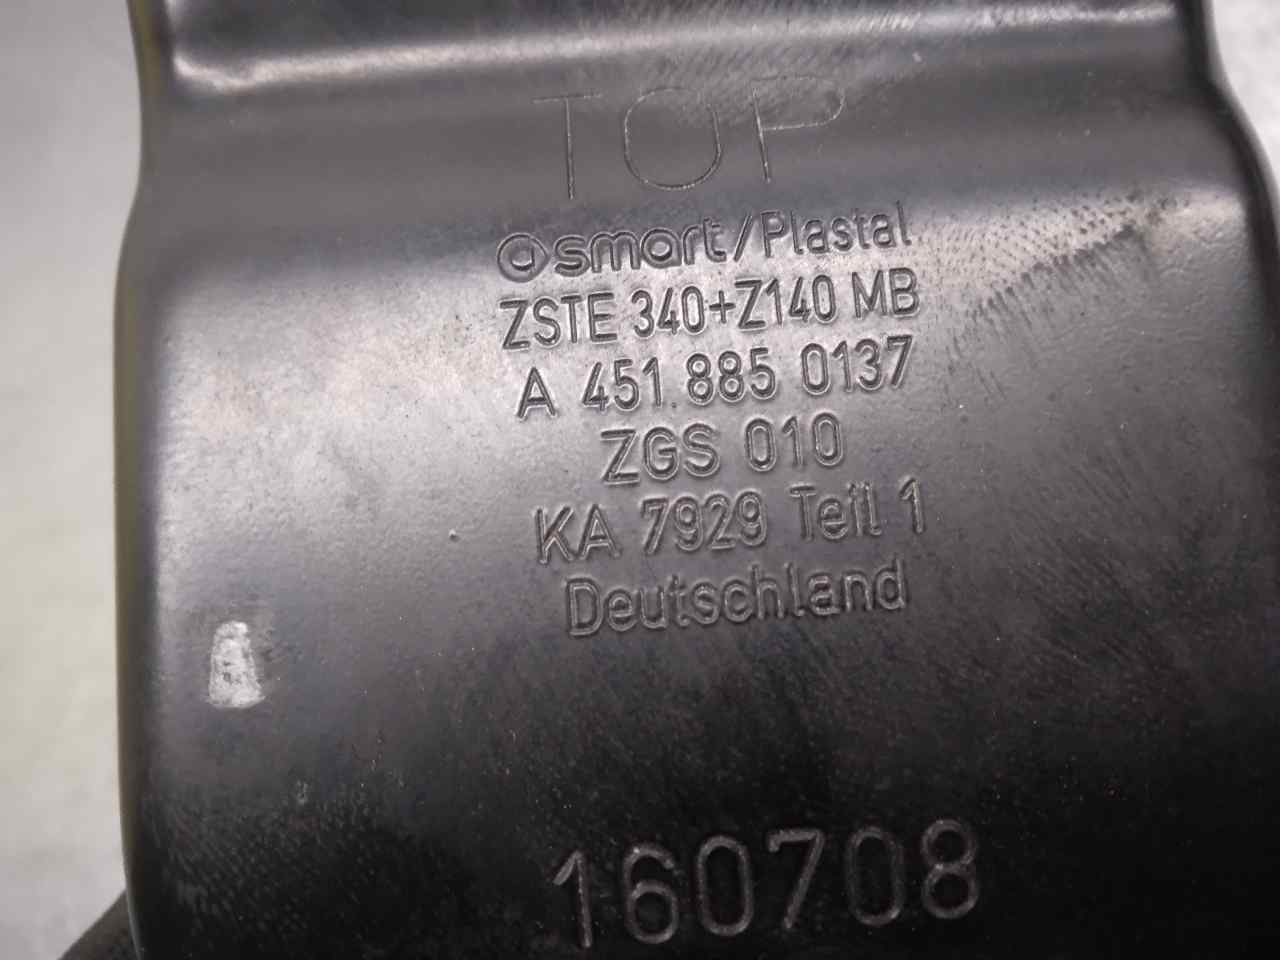 TOP
smart/Plastal
ZSTE 340+Z140 MB
A 451 885 0137
ZGS 010
KA 7929 Teil 1
Deutschland
160708